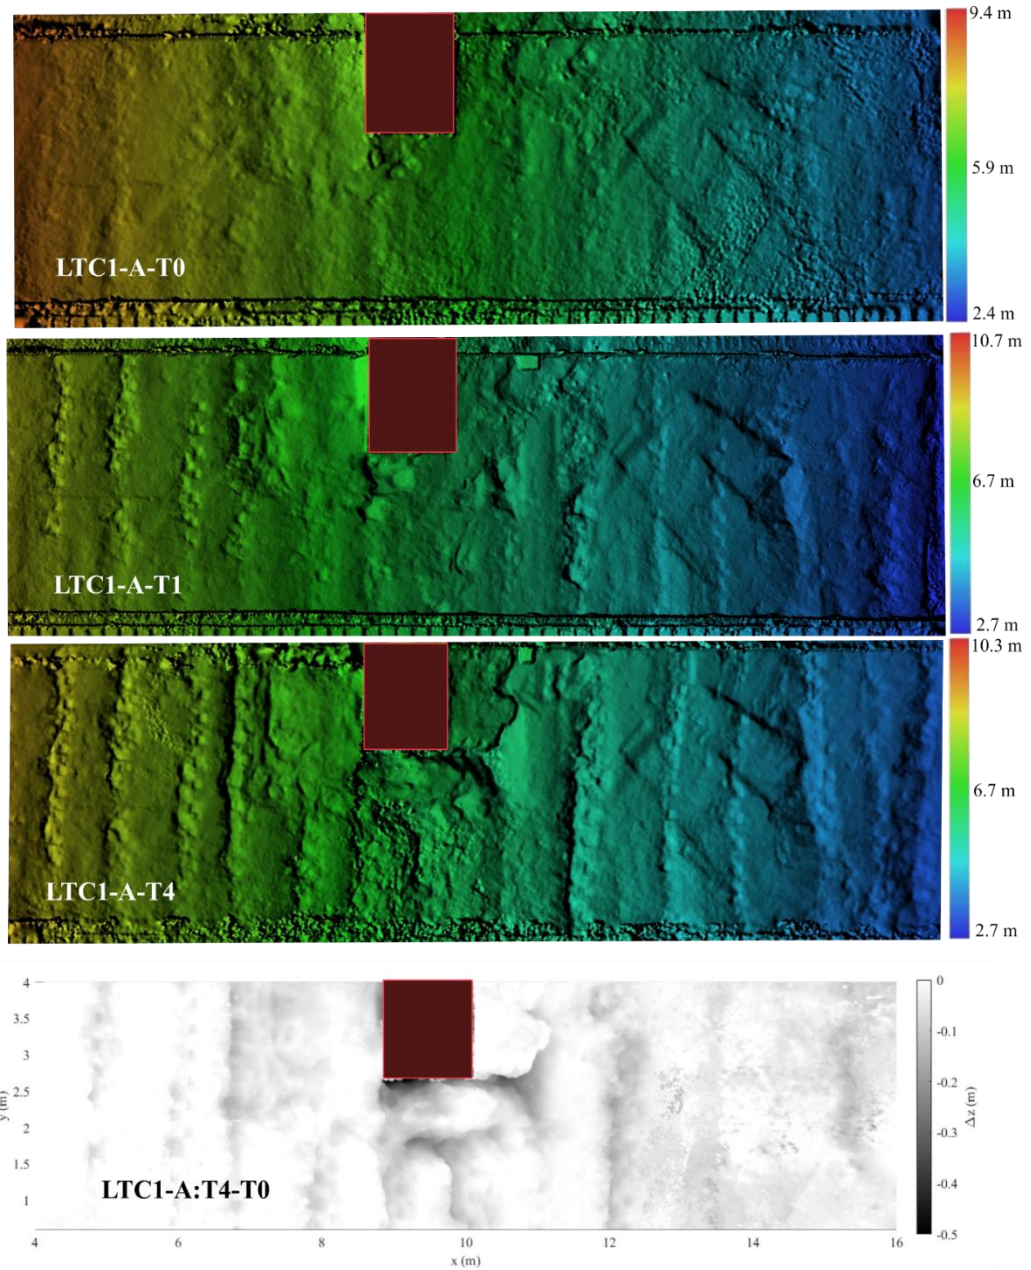 9.4 m
5.9 m
LTC1-A-T0
2.4 m
10.7 m
6.7 m
LTC1-A-T1
2.7 m
10.3 m
6.7 m
LTC1-A-T4
2.7 m
4
3.5
3
2.5
2
1.5
1
y (m)
0
-0.1
-0.2
-0.3
-0.4
-0.5
Δz (m)
LTC1-A:T4-T0
4 6 8 10 12 14 16
x (m)